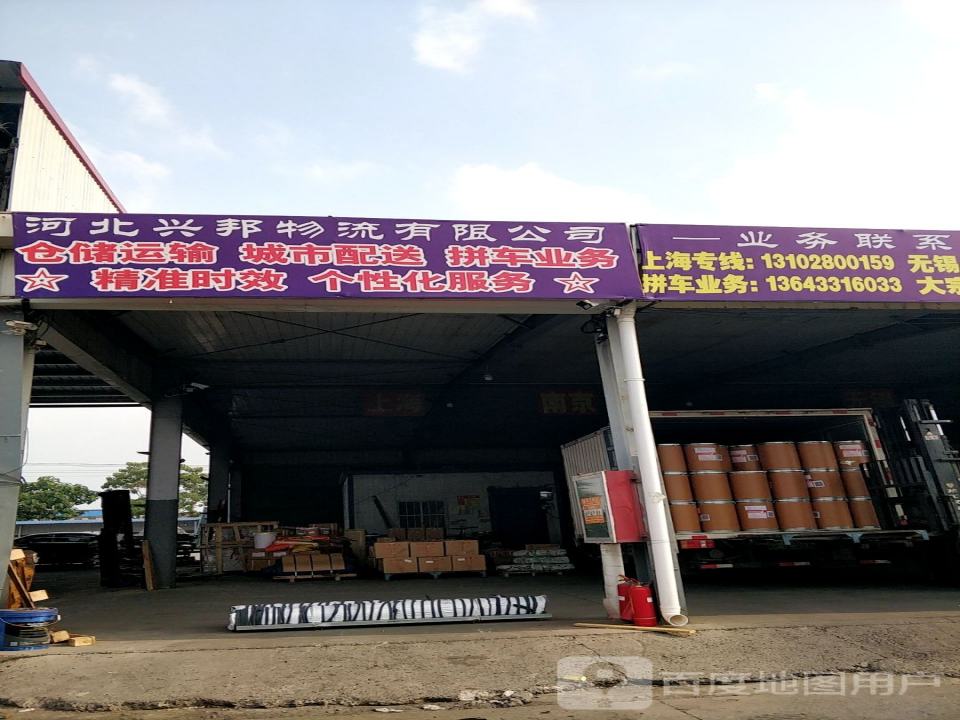 河北兴邦物流有限公司
仓储运输 城市配送 拼车业务
☆ 精准时效 个性化服务 ☆
一业务联系
上海专线: 13102800159 无锡
拼车业务: 13643316033 大宗
上海
南京
百度地图用户